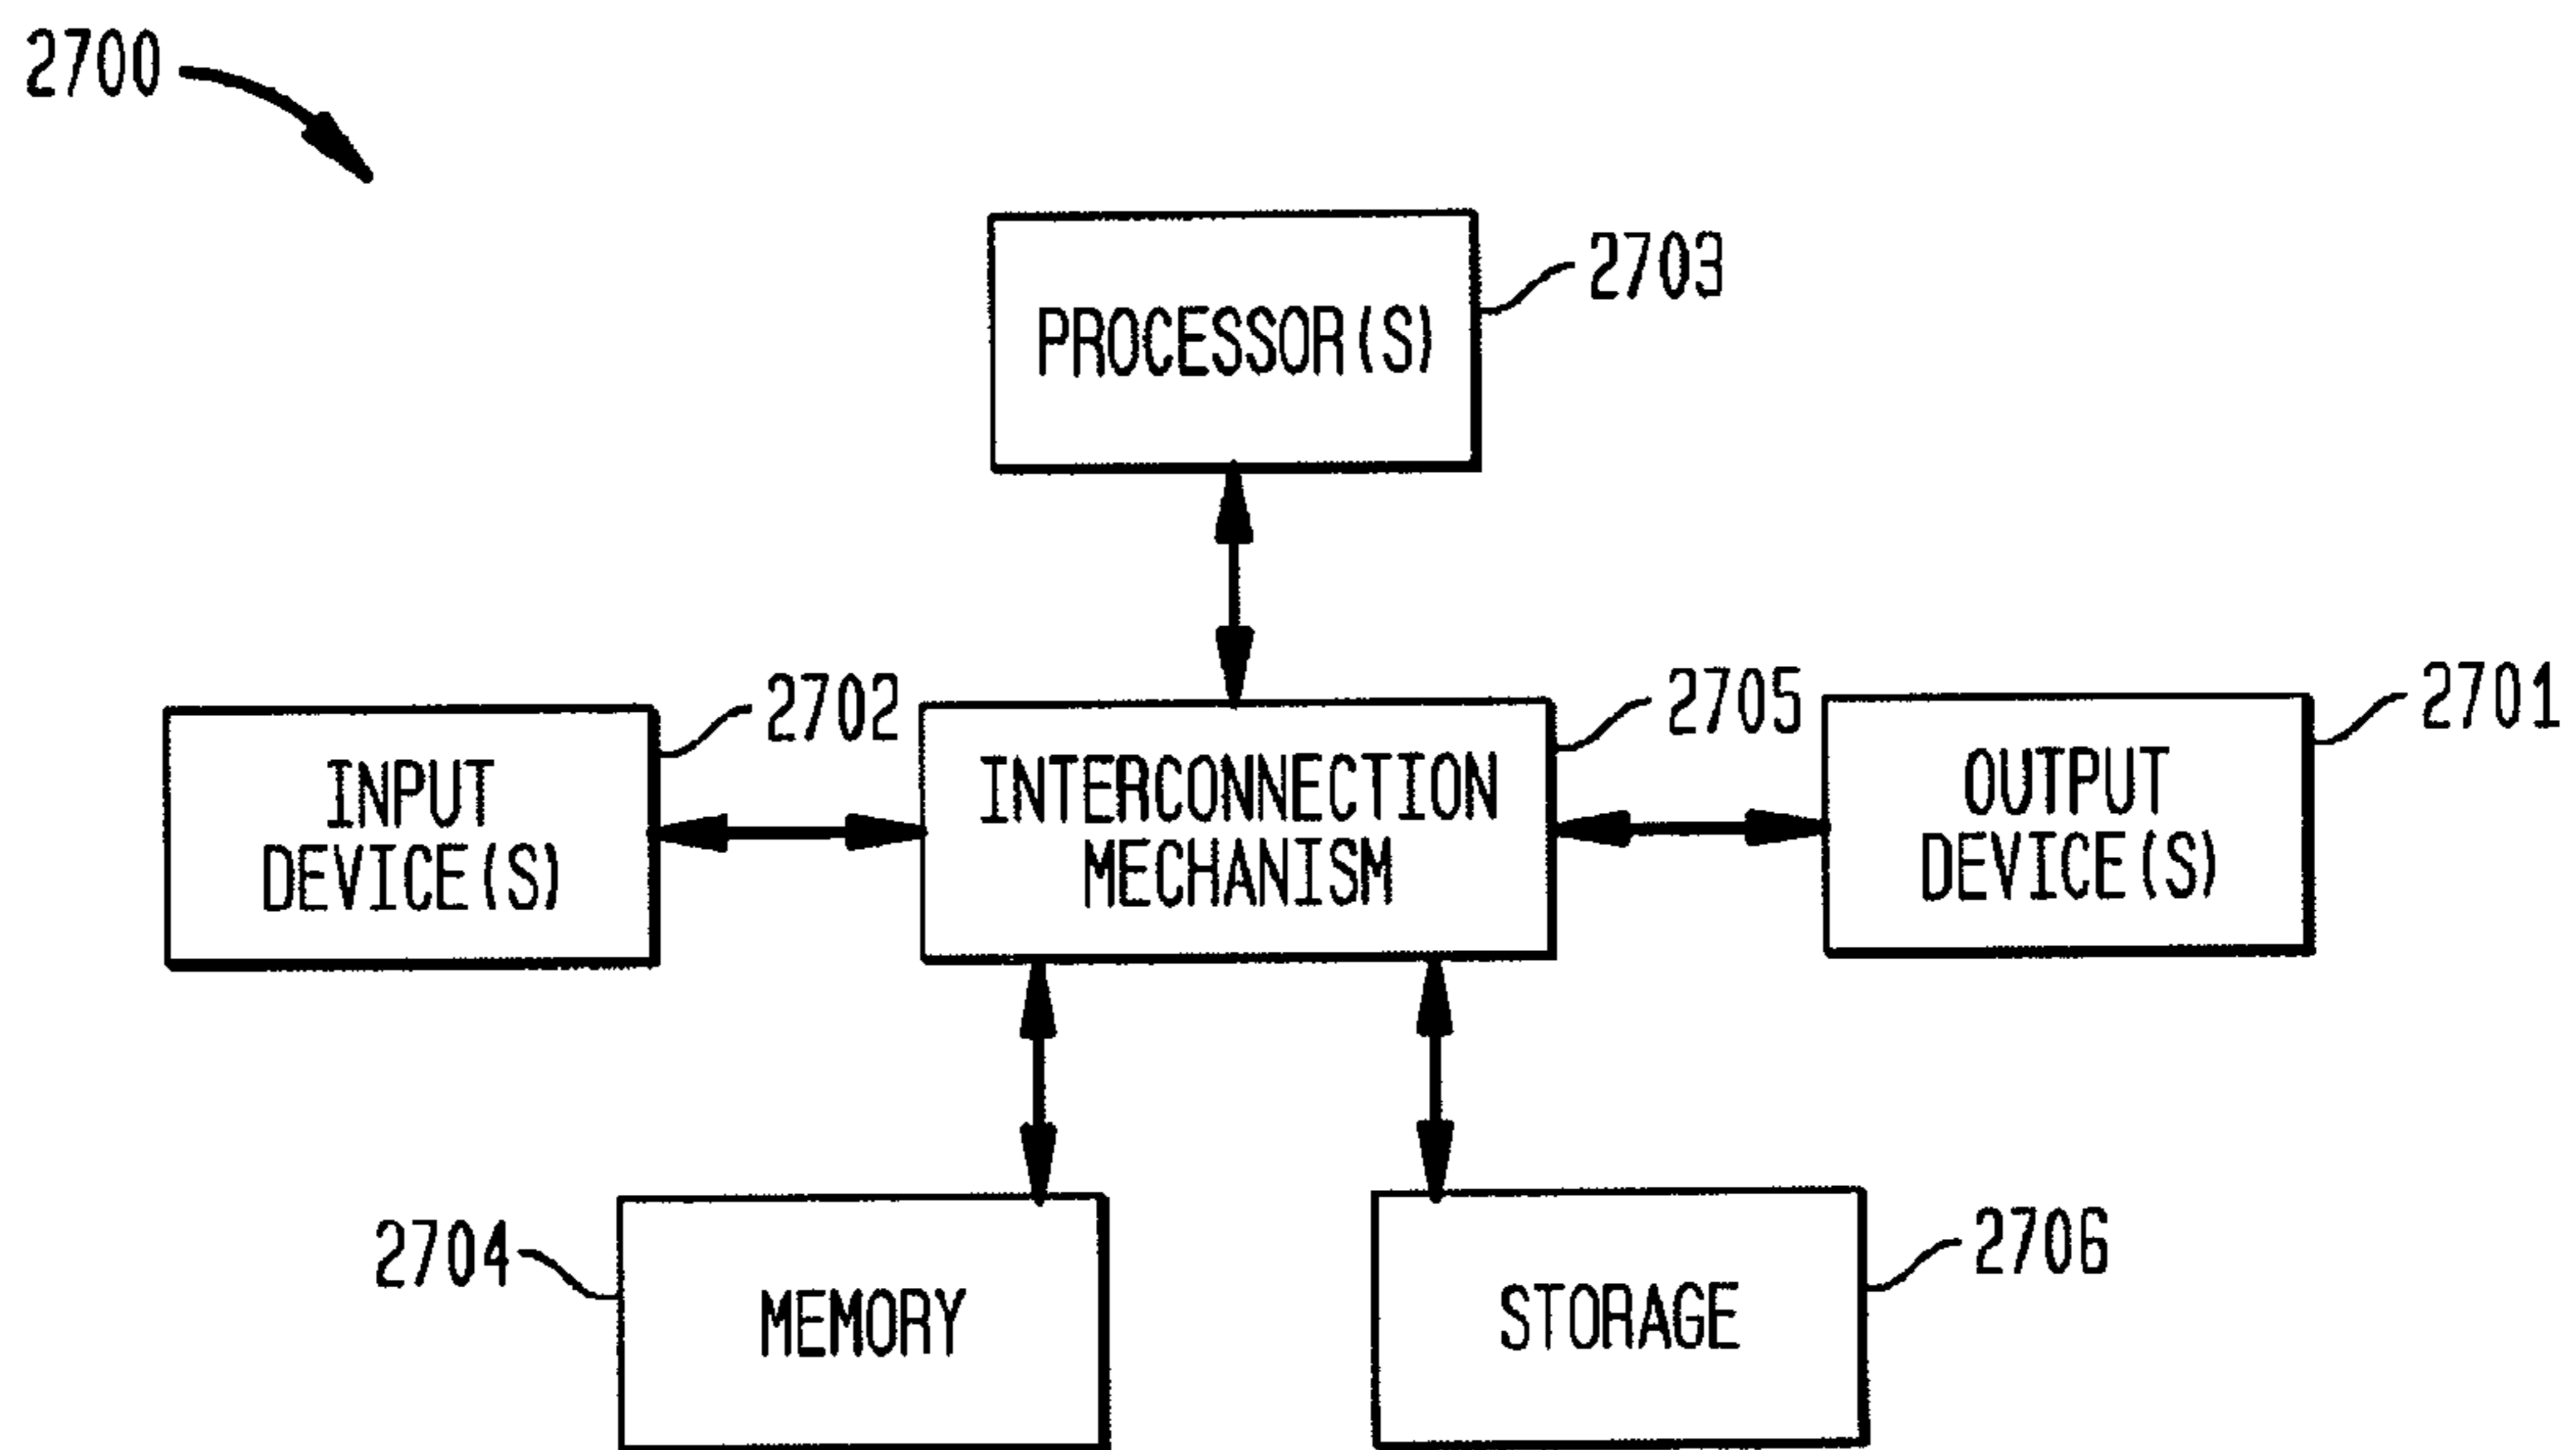 2700
PROCESSOR(S)
2703
INPUT
DEVICE(S)
2702
INTERCONNECTION
MECHANISM
2705
OUTPUT
DEVICE(S)
2701
2704
MEMORY
STORAGE
2706